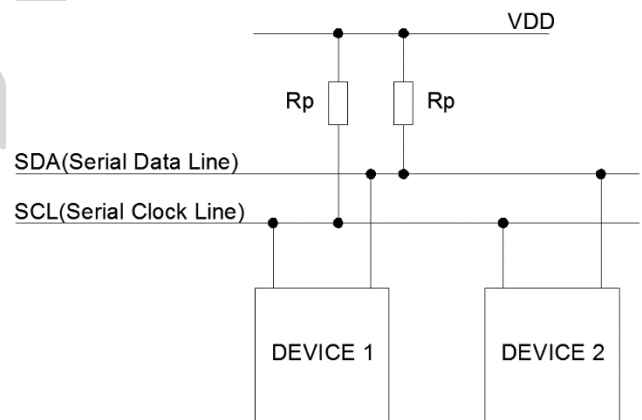 VDD
Rp
Rp
SDA(Serial Data Line)
SCL(Serial Clock Line)
DEVICE 1
DEVICE 2